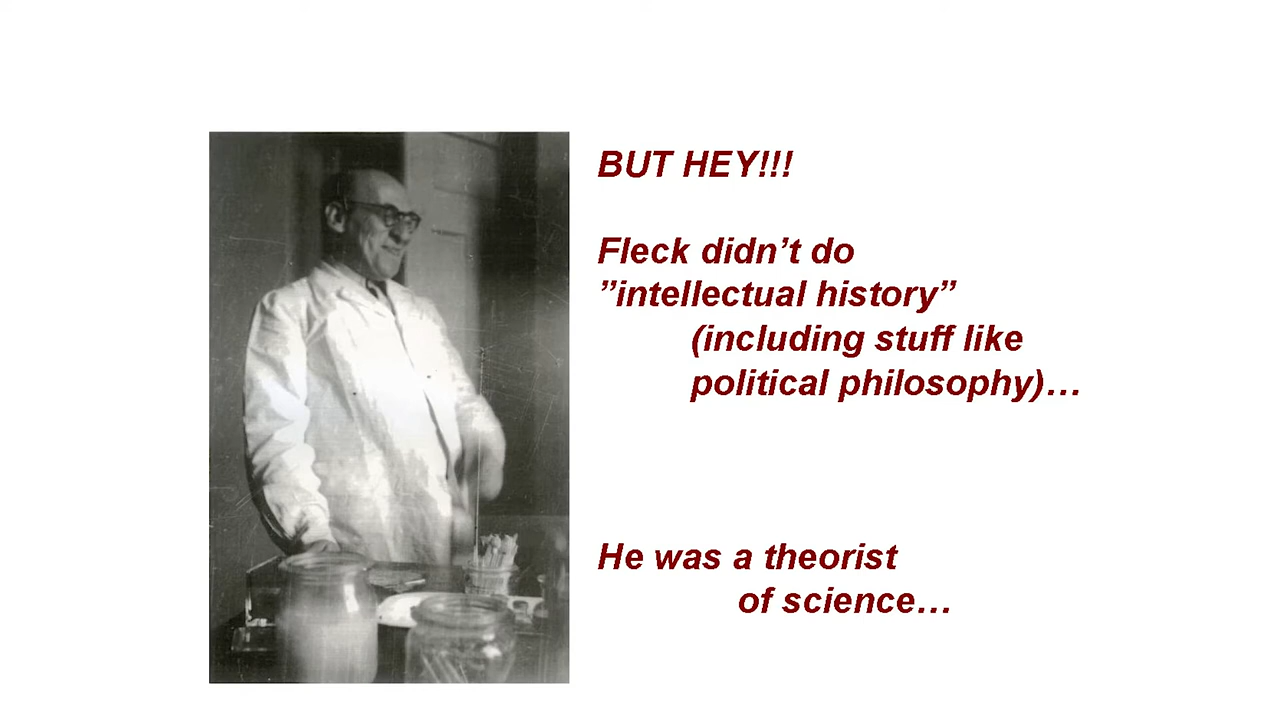 BUT HEY!!!
Fleck didn’t do
”intellectual history”
(including stuff like
political philosophy)…
He was a theorist
of science…